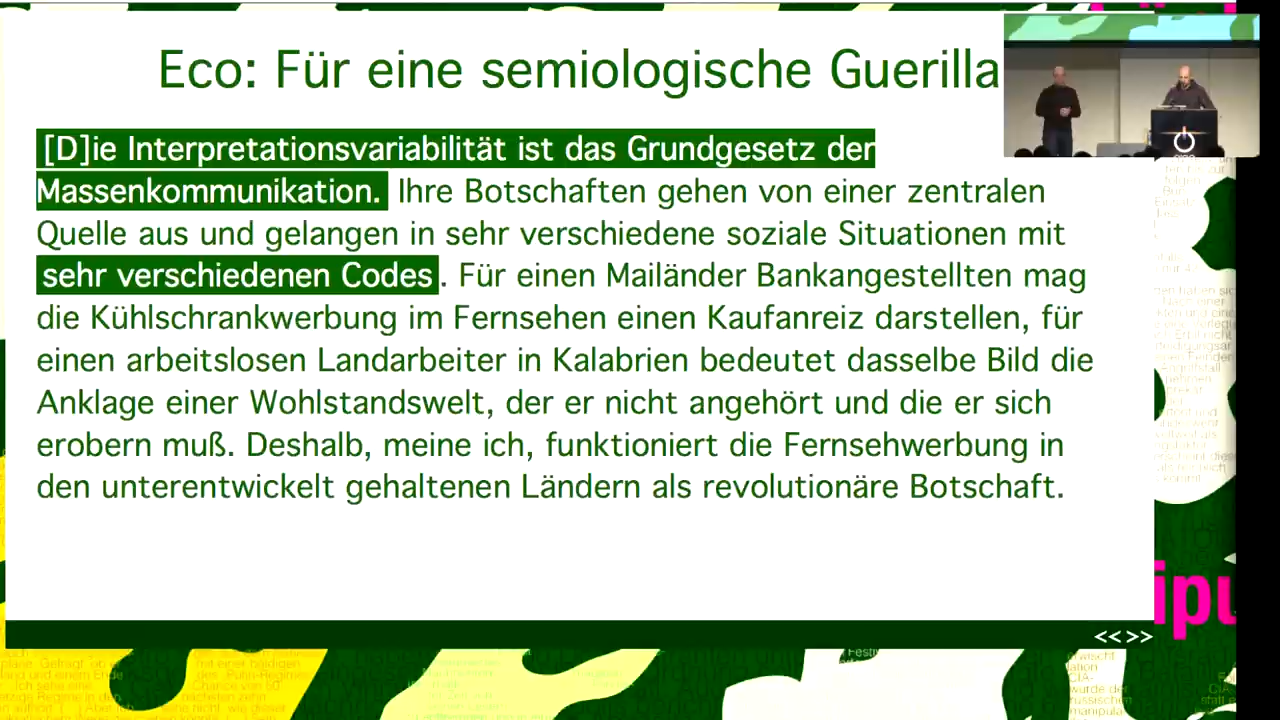 Eco: Für eine semiologische Guerilla
[D]ie Interpretationsvariabilität ist das Grundgesetz der
Massenkommunikation. Ihre Botschaften gehen von einer zentralen
Quelle aus und gelangen in sehr verschiedene soziale Situationen mit
sehr verschiedenen Codes. Für einen Mailänder Bankangestellten mag
die Kühlschrankwerbung im Fernsehen einen Kaufanreiz darstellen, für
einen arbeitslosen Landarbeiter in Kalabrien bedeutet dasselbe Bild die
Anklage einer Wohlstandswelt, der er nicht angehört und die er sich
erobern muß. Deshalb, meine ich, funktioniert die Fernsehwerbung in
den unterentwickelt gehaltenen Ländern als revolutionäre Botschaft.
<< >>
ipu